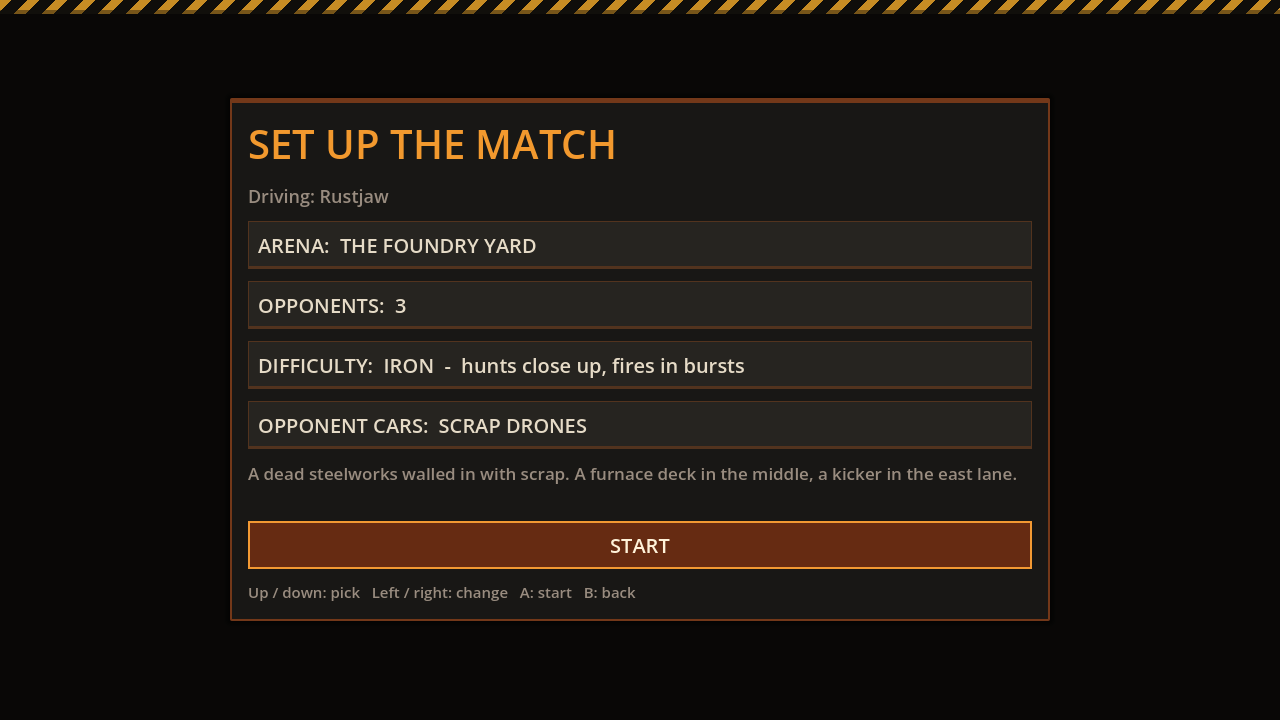 SET UP THE MATCH
Driving: Rustjaw
ARENA:  THE FOUNDRY YARD
OPPONENTS:  3
DIFFICULTY:  IRON  -  hunts close up, fires in bursts
OPPONENT CARS:  SCRAP DRONES
A dead steelworks walled in with scrap. A furnace deck in the middle, a kicker in the east lane.
START
Up / down: pick   Left / right: change   A: start   B: back